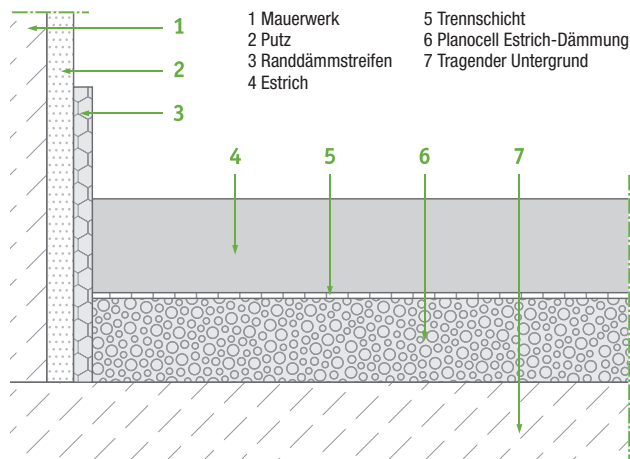 1 Mauerwerk
2 Putz
3 Randdämmstreifen
4 Estrich
5 Trennschicht
6 Planocell Estrich-Dämmung
7 Tragender Untergrund
1
2
3
4 5 6 7